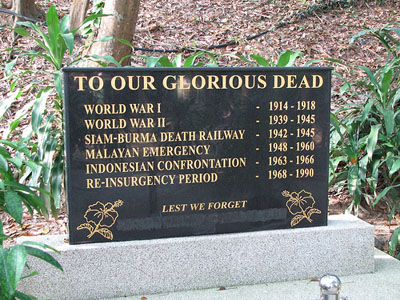 TO OUR GLORIOUS DEAD
WORLD WAR I - 1914 - 1918
WORLD WAR II - 1939 - 1945
SIAM-BURMA DEATH RAILWAY - 1942 - 1945
MALAYAN EMERGENCY - 1948 - 1960
INDONESIAN CONFRONTATION - 1963 - 1966
RE-INSURGENCY PERIOD - 1968 - 1990
LEST WE FORGET